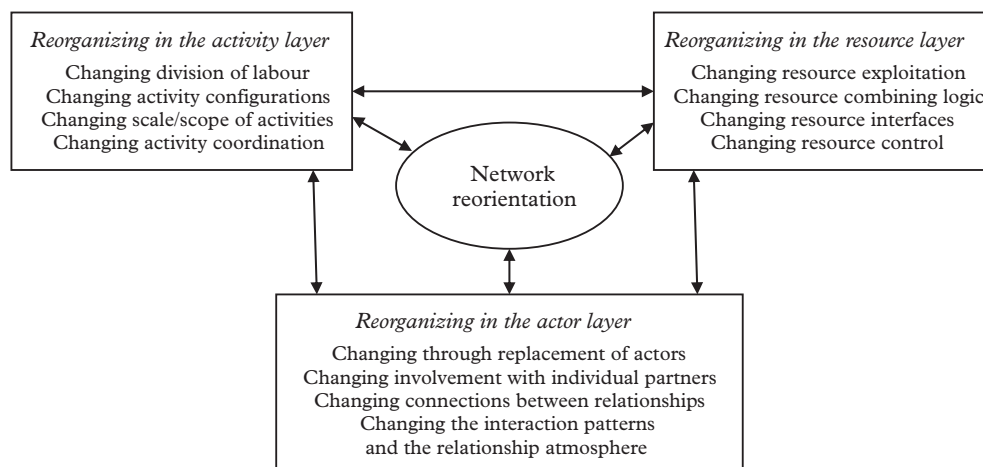 Reorganizing in the activity layer
Changing division of labour
Changing activity configurations
Changing scale/scope of activities
Changing activity coordination
Reorganizing in the resource layer
Changing resource exploitation
Changing resource combining logic
Changing resource interfaces
Changing resource control
Network
reorientation
Reorganizing in the actor layer
Changing through replacement of actors
Changing involvement with individual partners
Changing connections between relationships
Changing the interaction patterns
and the relationship atmosphere